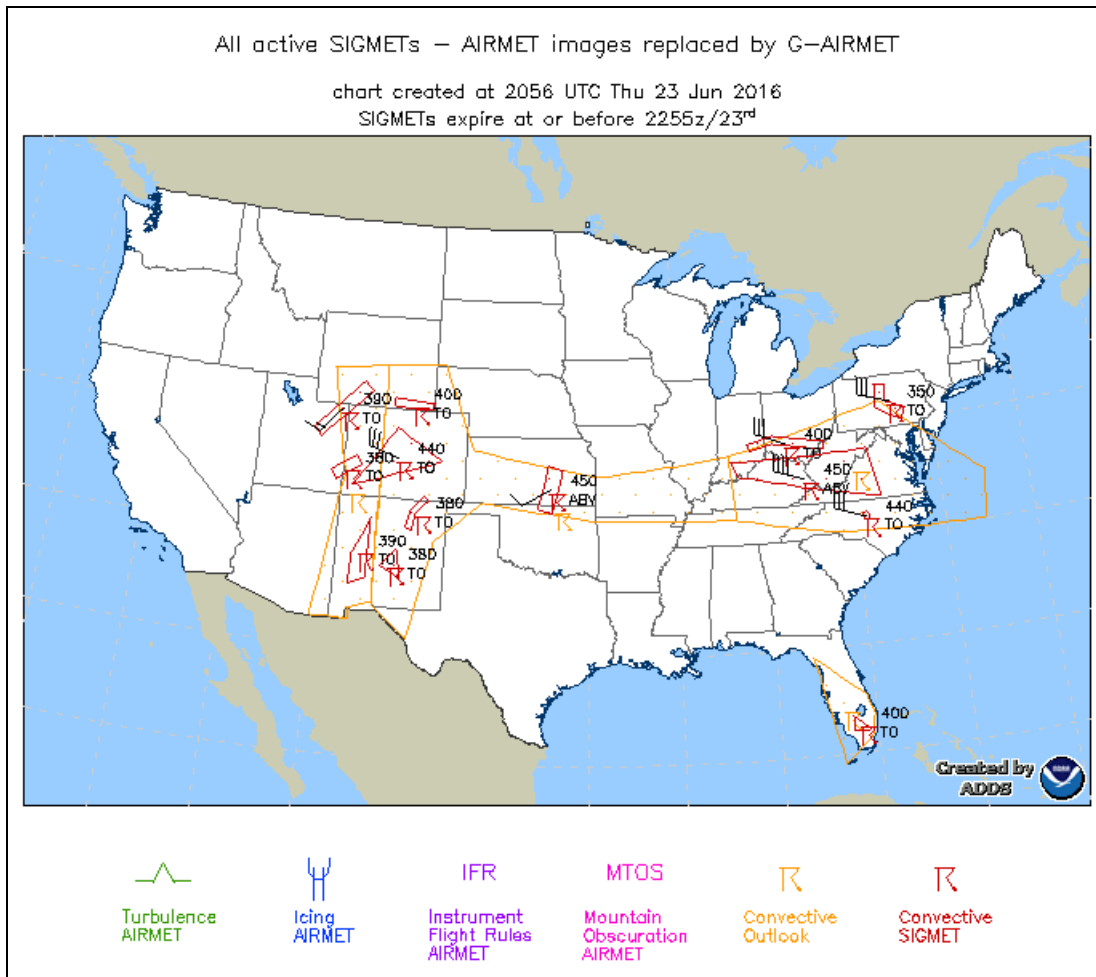 All active SIGMETs – AIRMET images replaced by G-AIRMET
chart created at 2056 UTC Thu 23 Jun 2016
SIGMETs expire at or before 2255z/23rd
390
TO
400
TO
350
TO
440
TO
380
TO
400
TO
450
ABV
450
ABV
380
TO
440
TO
390
TO
380
TO
400
TO
Created by
ADDS
Turbulence
AIRMET
Icing
AIRMET
IFR
Instrument
Flight Rules
AIRMET
MTOS
Mountain
Obscuration
AIRMET
Convective
Outlook
Convective
SIGMET